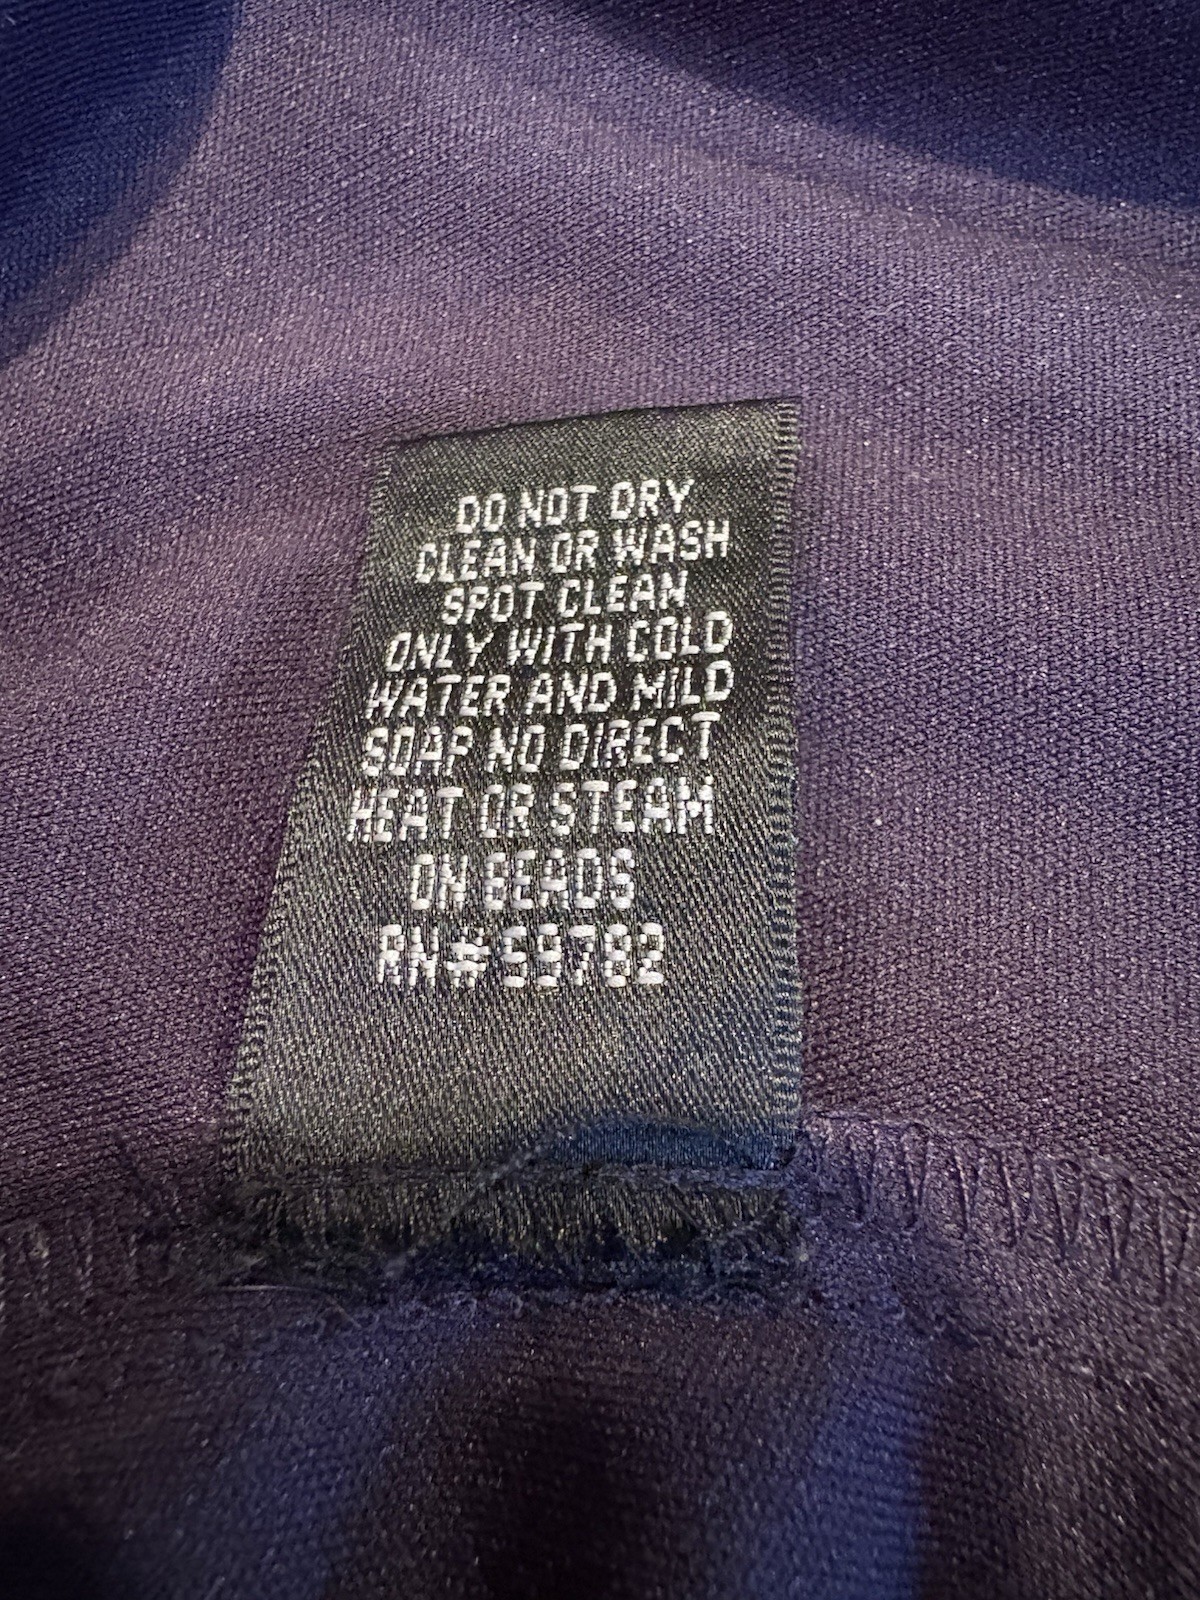 DO NOT DRY
CLEAN OR WASH
SPOT CLEAN
ONLY WITH COLD
WATER AND MILD
SOAP NO DIRECT
HEAT OR STEAM
ON BEADS
RN#59782